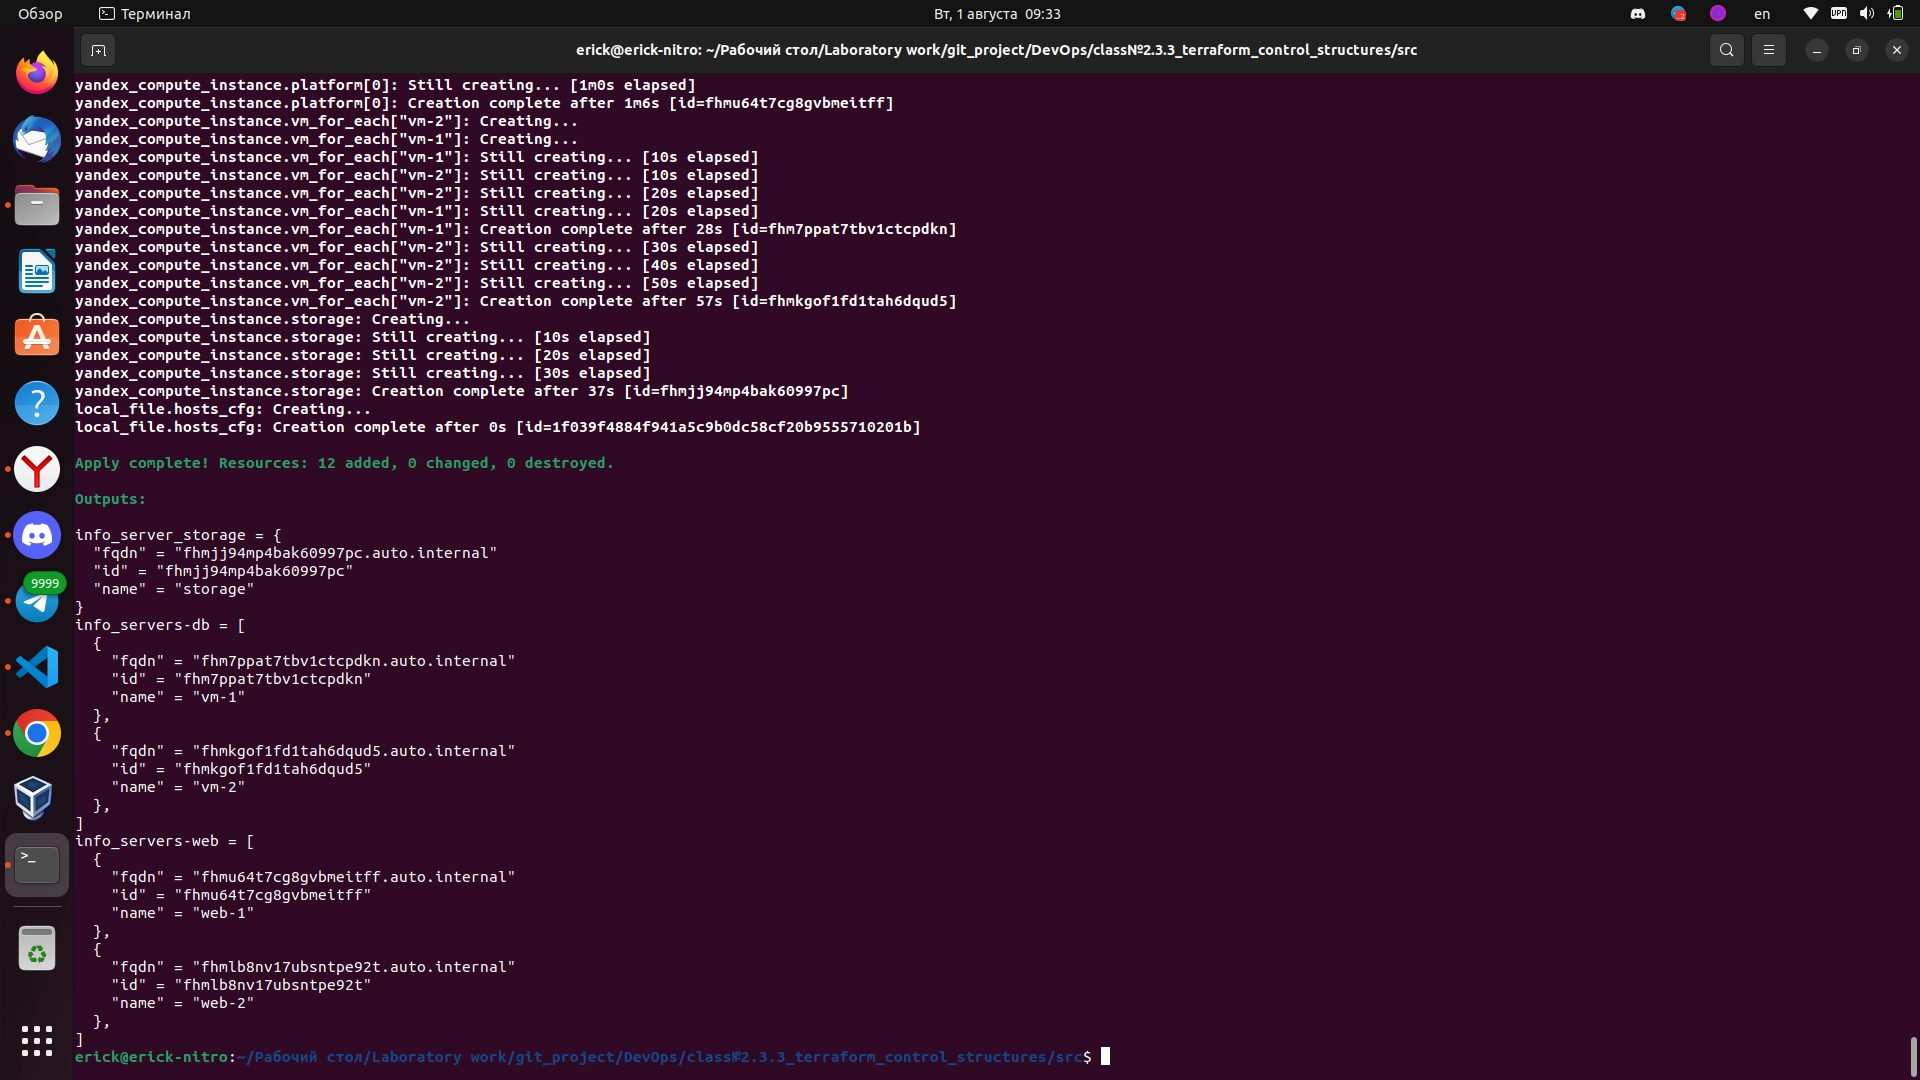 Обзор
Терминал
Вт, 1 августа 09:33
en
VPN
erick@erick-nitro: ~/Рабочий стол/Laboratory work/git_project/DevOps/class№2.3.3_terraform_control_structures/src
yandex_compute_instance.platform[0]: Still creating... [1m0s elapsed]
yandex_compute_instance.platform[0]: Creation complete after 1m6s [id=fhmu64t7cg8gvbmeitff]
yandex_compute_instance.vm_for_each["vm-2"]: Creating...
yandex_compute_instance.vm_for_each["vm-1"]: Creating...
yandex_compute_instance.vm_for_each["vm-1"]: Still creating... [10s elapsed]
yandex_compute_instance.vm_for_each["vm-2"]: Still creating... [10s elapsed]
yandex_compute_instance.vm_for_each["vm-2"]: Still creating... [20s elapsed]
yandex_compute_instance.vm_for_each["vm-1"]: Still creating... [20s elapsed]
yandex_compute_instance.vm_for_each["vm-1"]: Creation complete after 28s [id=fhm7ppat7tbv1ctcpdkn]
yandex_compute_instance.vm_for_each["vm-2"]: Still creating... [30s elapsed]
yandex_compute_instance.vm_for_each["vm-2"]: Still creating... [40s elapsed]
yandex_compute_instance.vm_for_each["vm-2"]: Still creating... [50s elapsed]
yandex_compute_instance.vm_for_each["vm-2"]: Creation complete after 57s [id=fhmkgof1fd1tah6dqud5]
yandex_compute_instance.storage: Creating...
yandex_compute_instance.storage: Still creating... [10s elapsed]
yandex_compute_instance.storage: Still creating... [20s elapsed]
yandex_compute_instance.storage: Still creating... [30s elapsed]
yandex_compute_instance.storage: Creation complete after 37s [id=fhmjj94mp4bak60997pc]
local_file.hosts_cfg: Creating...
local_file.hosts_cfg: Creation complete after 0s [id=1f039f4884f941a5c9b0dc58cf20b9555710201b]
Apply complete! Resources: 12 added, 0 changed, 0 destroyed.
Outputs:
info_server_storage = {
  "fqdn" = "fhmjj94mp4bak60997pc.auto.internal"
  "id" = "fhmjj94mp4bak60997pc"
  "name" = "storage"
}
info_servers-db = [
  {
    "fqdn" = "fhm7ppat7tbv1ctcpdkn.auto.internal"
    "id" = "fhm7ppat7tbv1ctcpdkn"
    "name" = "vm-1"
  },
  {
    "fqdn" = "fhmkgof1fd1tah6dqud5.auto.internal"
    "id" = "fhmkgof1fd1tah6dqud5"
    "name" = "vm-2"
  },
]
info_servers-web = [
  {
    "fqdn" = "fhmu64t7cg8gvbmeitff.auto.internal"
    "id" = "fhmu64t7cg8gvbmeitff"
    "name" = "web-1"
  },
  {
    "fqdn" = "fhmlb8nv17ubsntpe92t.auto.internal"
    "id" = "fhmlb8nv17ubsntpe92t"
    "name" = "web-2"
  },
]
erick@erick-nitro:~/Рабочий стол/Laboratory work/git_project/DevOps/class№2.3.3_terraform_control_structures/src$
9999